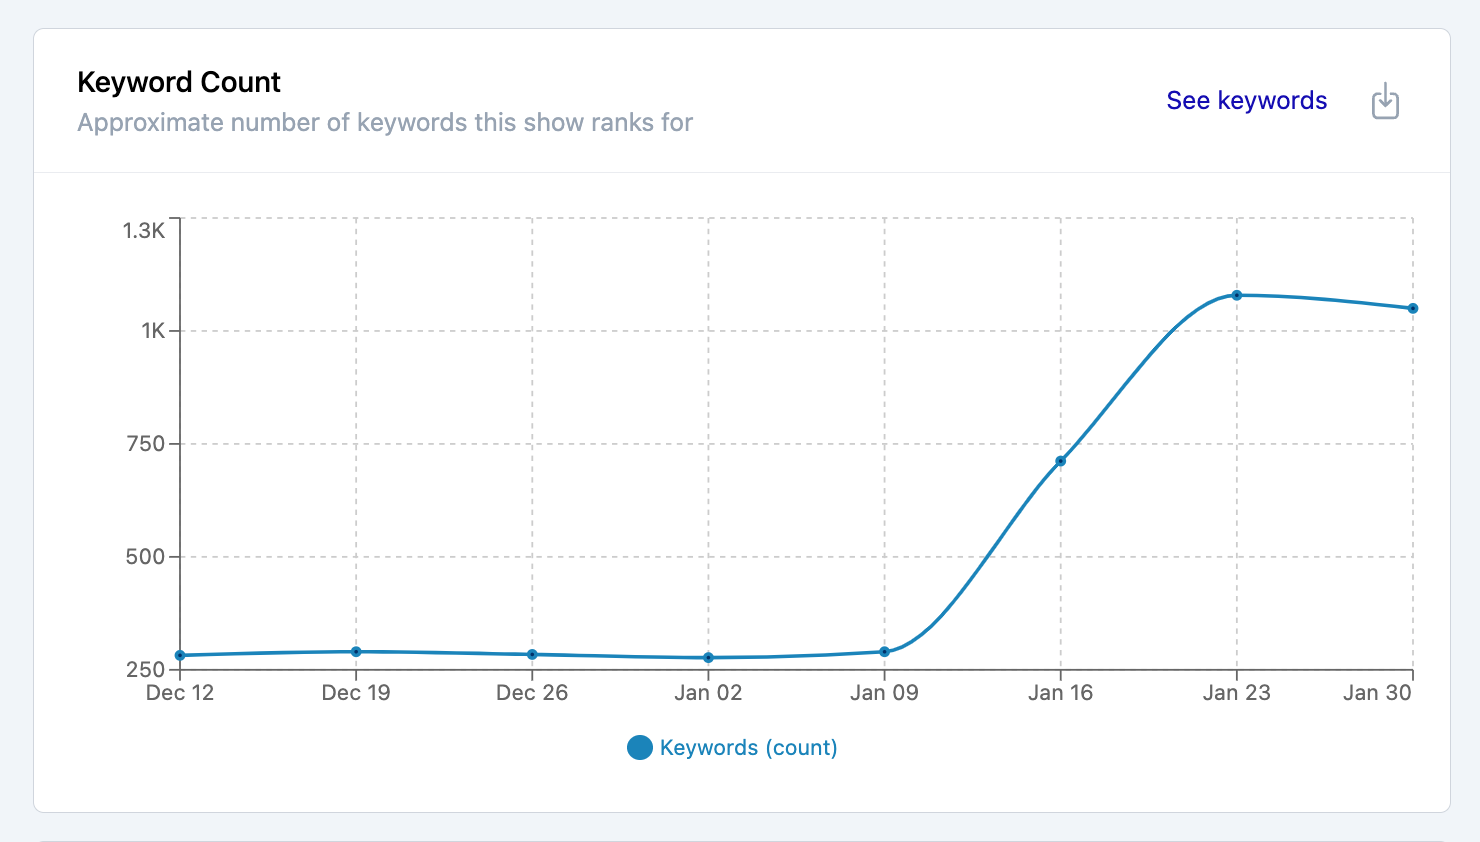 Keyword Count
See keywords
Approximate number of keywords this show ranks for
1.3K
1K
750
500
250
Dec 12 Dec 19 Dec 26 Jan 02 Jan 09 Jan 16 Jan 23 Jan 30
Keywords (count)